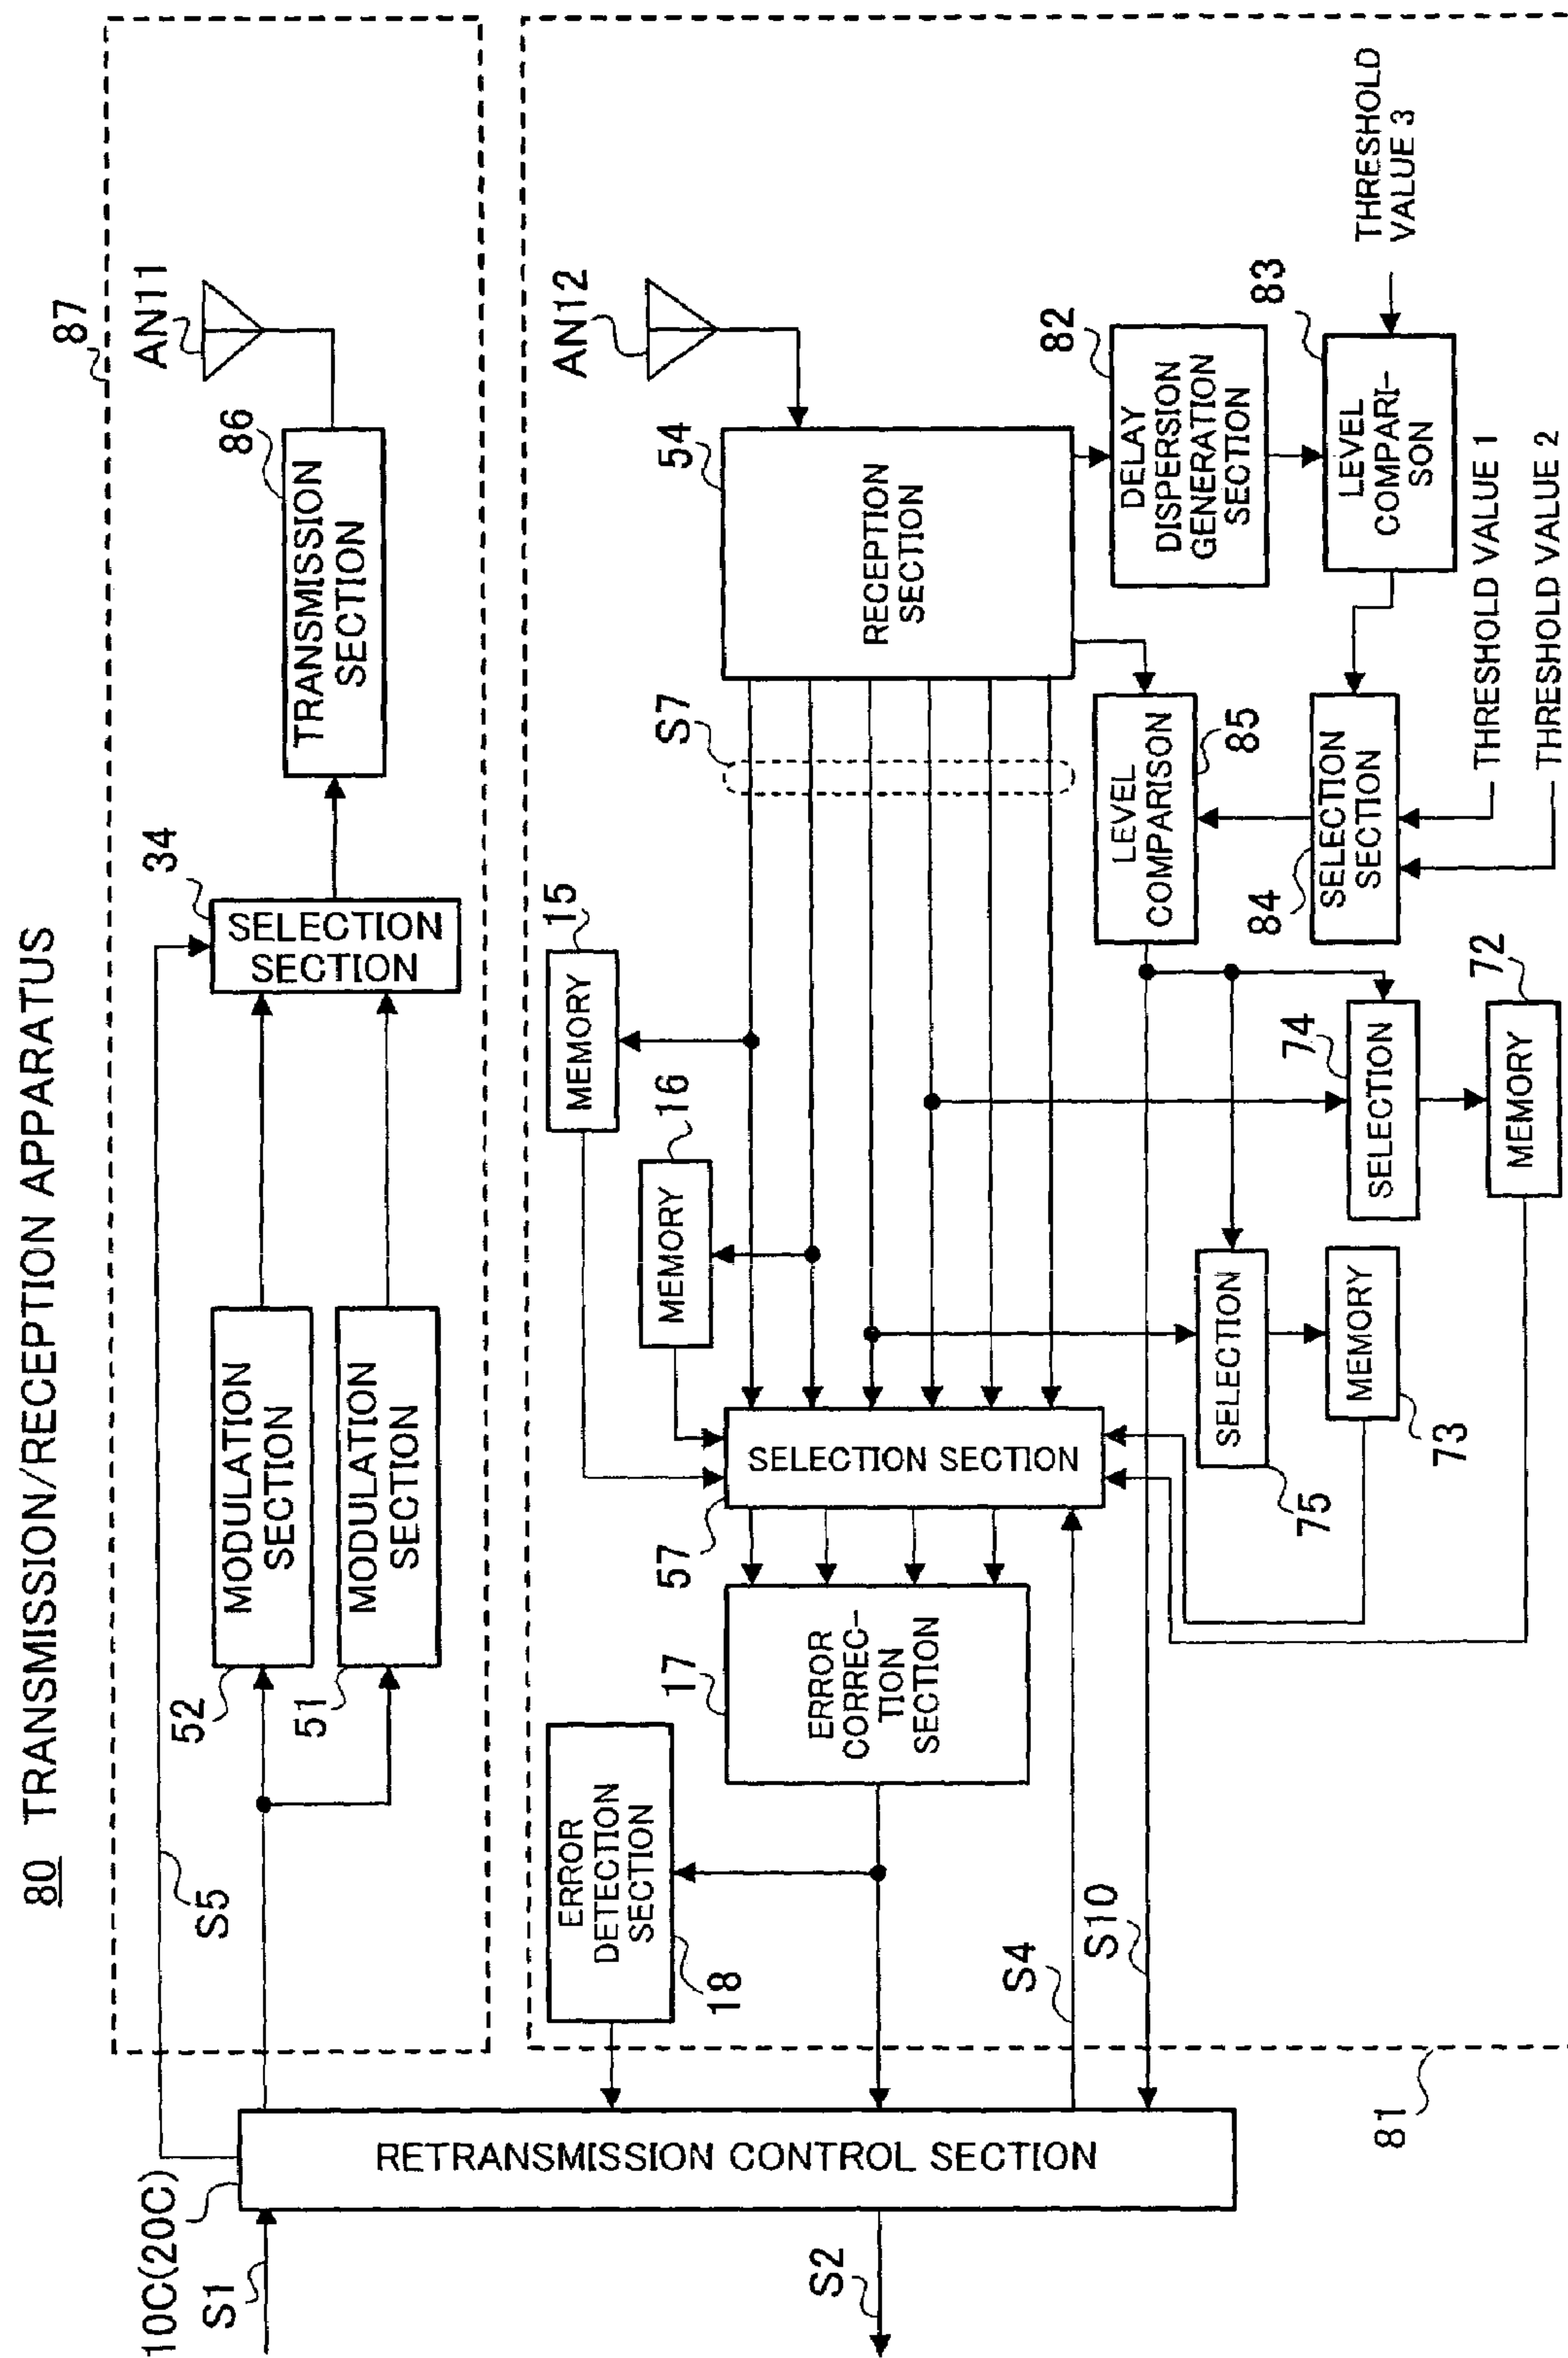 80 TRANSMISSION/RECEPTION APPARATUS
87
AN11
86
TRANSMISSION
SECTION
34
SELECTION
SECTION
52
MODULATION
SECTION
51
MODULATION
SECTION
S5
10C(20C)
S1
RETRANSMISSION CONTROL SECTION
S2
AN12
54
RECEPTION
SECTION
S7
15
MEMORY
16
MEMORY
57
SELECTION SECTION
17
ERROR
CORREC-
TION
SECTION
ERROR
DETECTION
SECTION
18
S4
S10
81
82
DELAY
DISPERSION
GENERATION
SECTION
83
LEVEL
COMPARI-
SON
THRESHOLD
VALUE 3
LEVEL
COMPARISON
85
84
SELECTION
SECTION
THRESHOLD VALUE 1
THRESHOLD VALUE 2
74
SELECTION
72
MEMORY
SELECTION
75
MEMORY
73